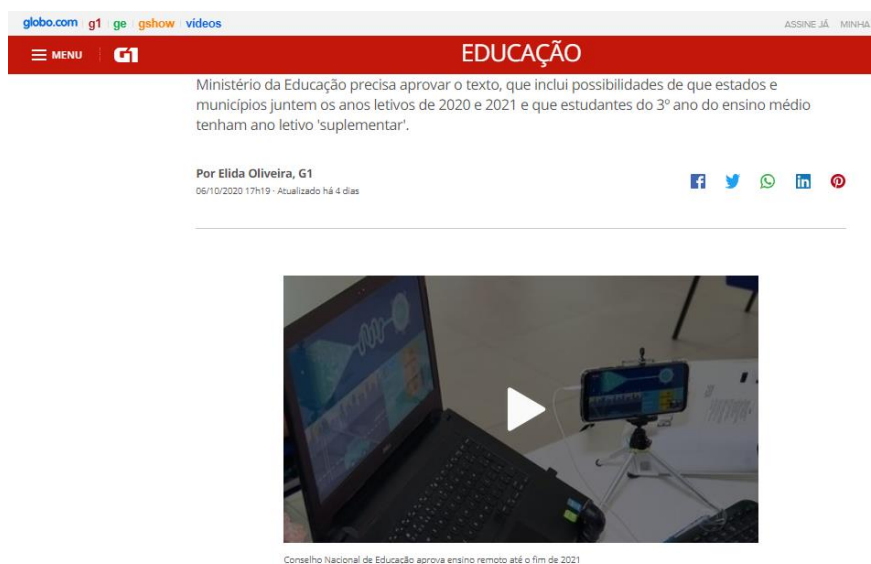 globo.com g1 ge gshow vídeos ASSINE JÁ MINHA
MENU G1 EDUCAÇÃO
Ministério da Educação precisa aprovar o texto, que inclui possibilidades de que estados e
municípios juntem os anos letivos de 2020 e 2021 e que estudantes do 3º ano do ensino médio
tenham ano letivo 'suplementar'.
Por Elida Oliveira, G1
06/10/2020 17h19 · Atualizado há 4 dias
Conselho Nacional de Educação aprova ensino remoto até o fim de 2021